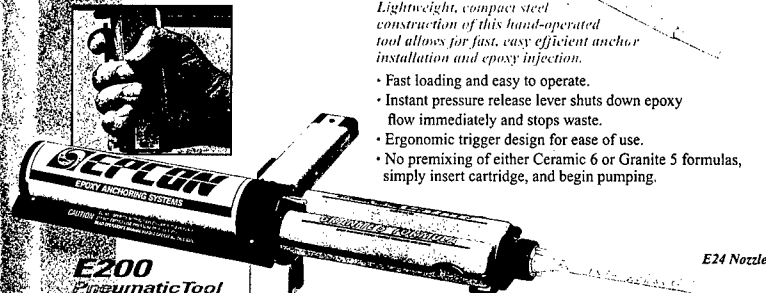 Lightweight, compact steel
construction of this hand-operated
tool allows for fast, easy efficient anchor
installation and epoxy injection.
• Fast loading and easy to operate.
• Instant pressure release lever shuts down epoxy
flow immediately and stops waste.
• Ergonomic trigger design for ease of use.
• No premixing of either Ceramic 6 or Granite 5 formulas,
simply insert cartridge, and begin pumping.
EPCON
EPOXY ANCHORING SYSTEMS
CAUTION
E24 Nozzle
E200
Pneumatic Tool